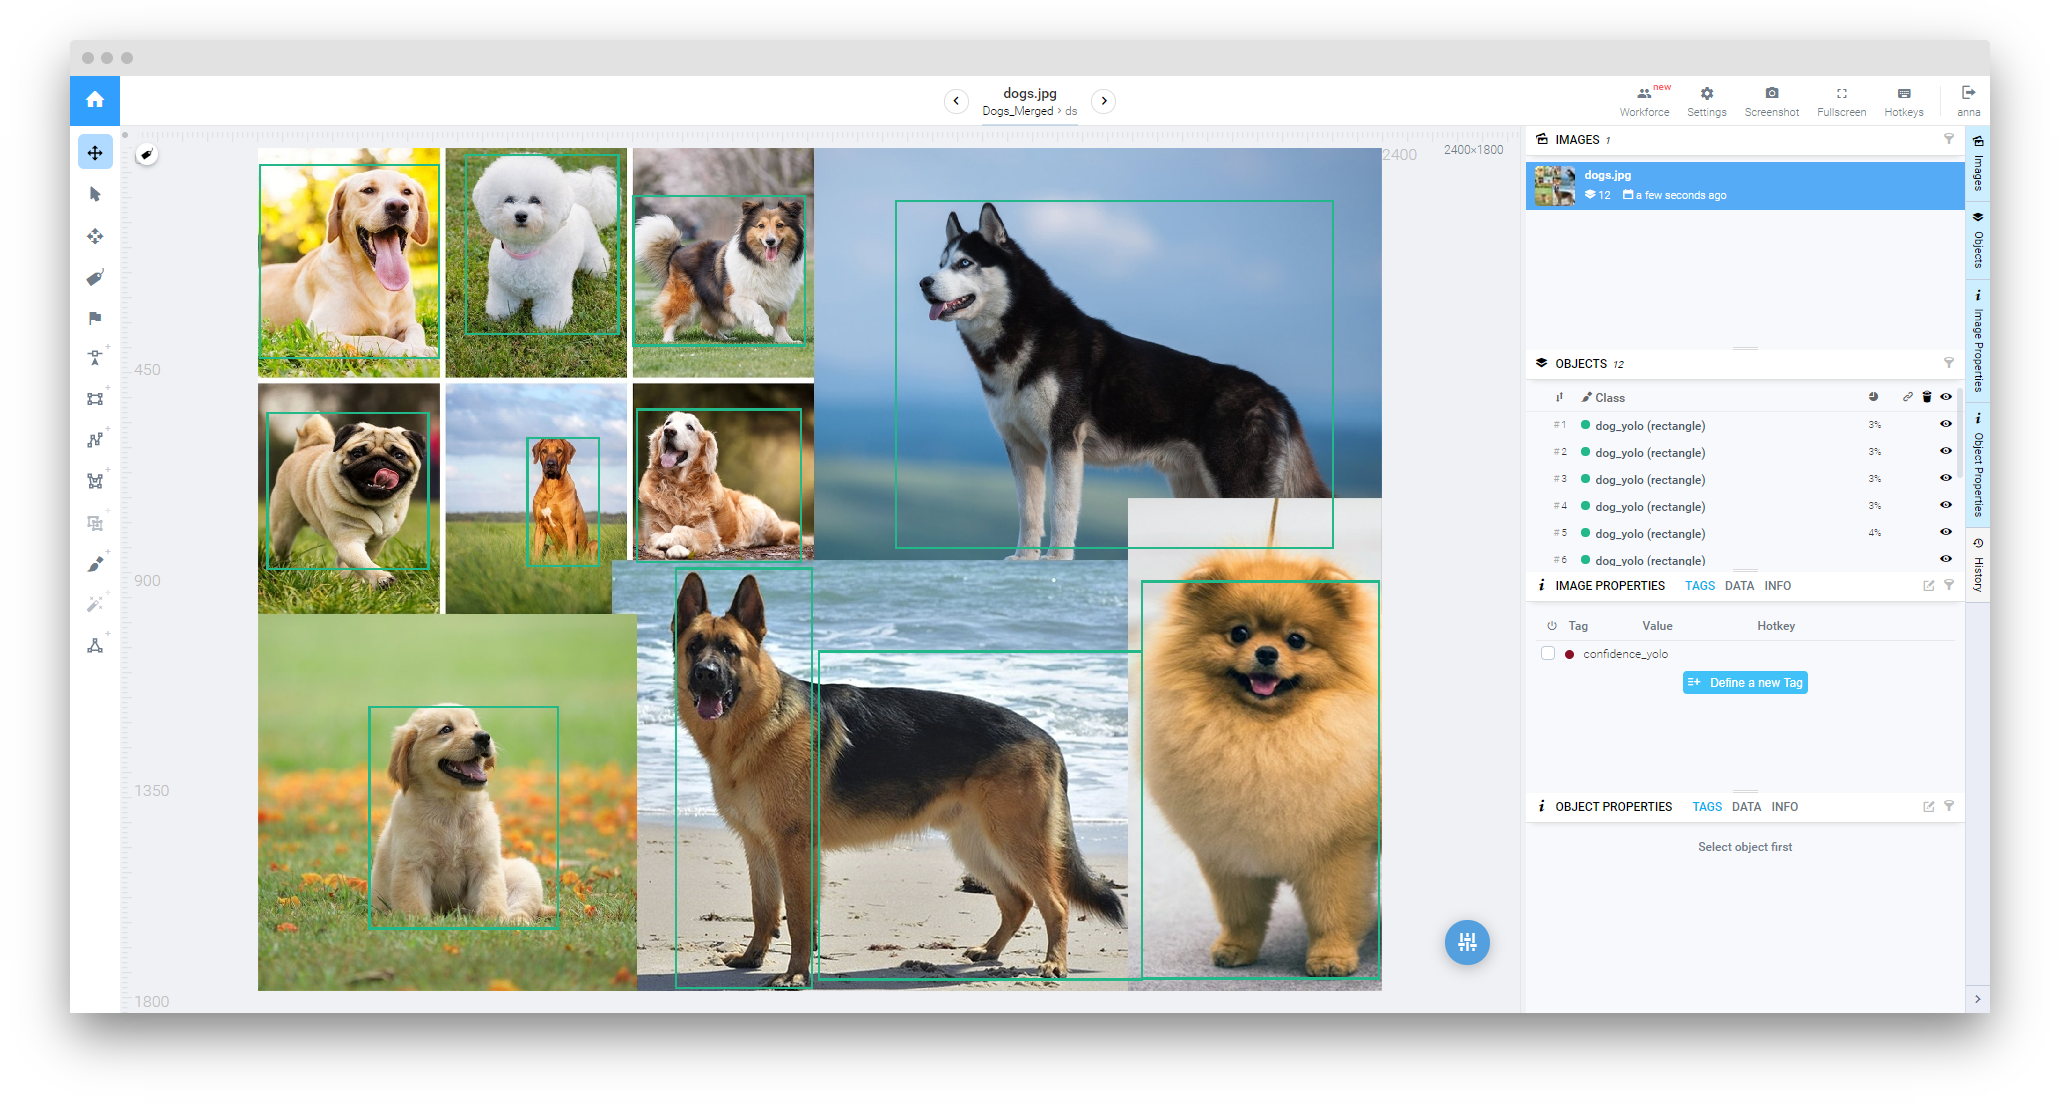 dogs.jpg
Dogs_Merged > ds
new
Workforce
Settings
Screenshot
Fullscreen
Hotkeys
anna
2400
2400×1800
450
900
1350
1800
IMAGES 1
dogs.jpg
12 a few seconds ago
OBJECTS 12
Class
#1 dog_yolo (rectangle) 3%
#2 dog_yolo (rectangle) 3%
#3 dog_yolo (rectangle) 3%
#4 dog_yolo (rectangle) 3%
#5 dog_yolo (rectangle) 4%
#6 dog_yolo (rectangle)
i IMAGE PROPERTIES TAGS DATA INFO
Tag Value Hotkey
confidence_yolo
Define a new Tag
i OBJECT PROPERTIES TAGS DATA INFO
Select object first
Images
Objects
i Image Properties
i Object Properties
History